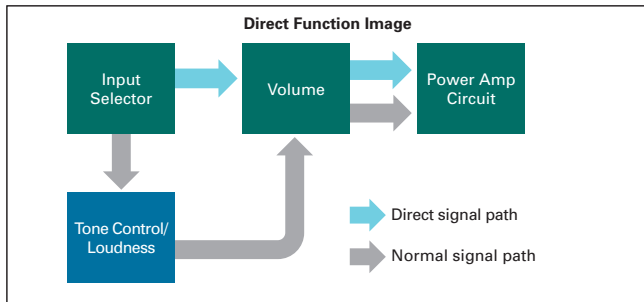 Direct Function Image
Input
Selector
Volume
Power Amp
Circuit
Tone Control/
Loudness
Direct signal path
Normal signal path